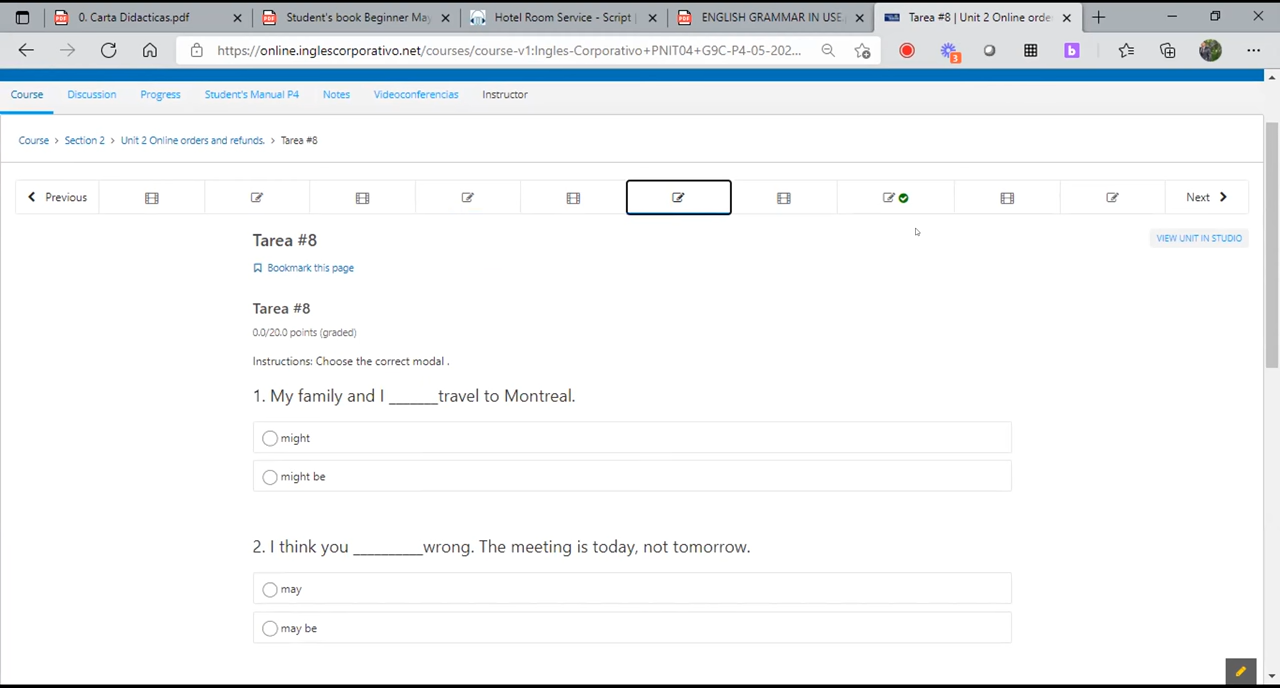 0. Carta Didacticas.pdf
Student's book Beginner May
Hotel Room Service - Script
ENGLISH GRAMMAR IN USE.
Tarea #8 | Unit 2 Online orde
https://online.inglescorporativo.net/courses/course-v1:Ingles-Corporativo+PNIT04+G9C-P4-05-202...
3
b
Course
Discussion
Progress
Student's Manual P4
Notes
Videoconferencias
Instructor
Course > Section 2 > Unit 2 Online orders and refunds. > Tarea #8
Previous
Next
Tarea #8
VIEW UNIT IN STUDIO
Bookmark this page
Tarea #8
0.0/20.0 points (graded)
Instructions: Choose the correct modal .
1. My family and I ______travel to Montreal.
might
might be
2. I think you _________wrong. The meeting is today, not tomorrow.
may
may be